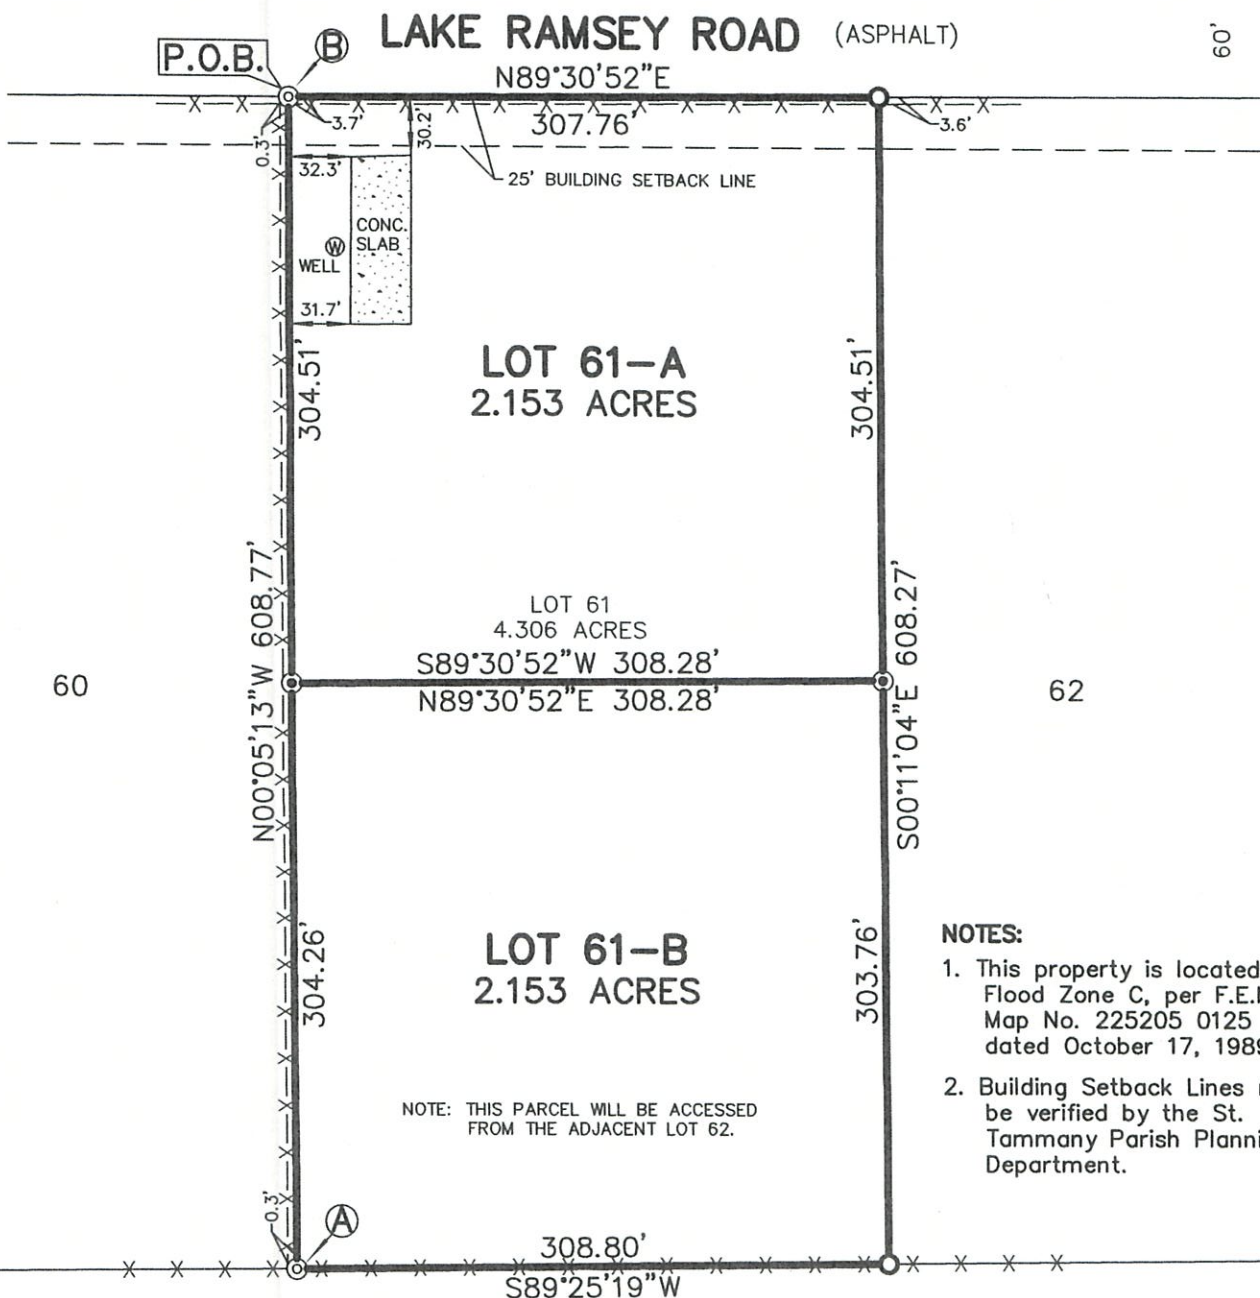 LAKE RAMSEY ROAD (ASPHALT)
60'
P.O.B.
B
N89°30'52"E
307.76'
3.7'
3.6'
0.3'
30.2'
32.3'
25' BUILDING SETBACK LINE
CONC.
SLAB
W
WELL
31.7'
304.51'
LOT 61-A
2.153 ACRES
304.51'
N00°05'13"W 608.77'
LOT 61
4.306 ACRES
S89°30'52"W 308.28'
N89°30'52"E 308.28'
S00°11'04"E 608.27'
60
62
304.26'
LOT 61-B
2.153 ACRES
303.76'
NOTE: THIS PARCEL WILL BE ACCESSED
FROM THE ADJACENT LOT 62.
NOTES:
1. This property is located
Flood Zone C, per
Map No. 225205 0125
dated October 17,
2. Building Setback Lines
be verified by the St.
Tammany Parish
Department.
0.3'
A
308.80'
S89°25'19"W